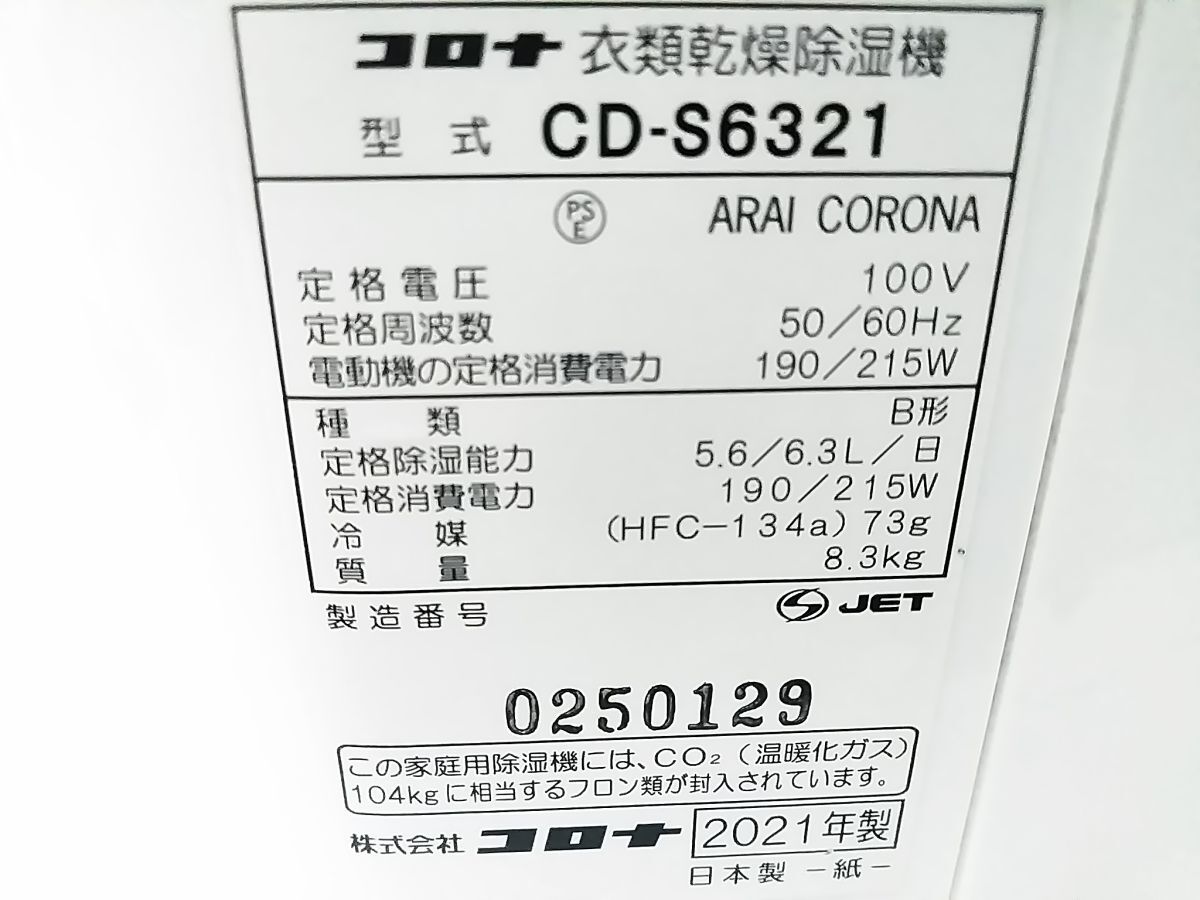 コロナ 衣類乾燥除湿機
型式 CD-S6321
PSE ARAI CORONA
定格電圧 100V
定格周波数 50/60Hz
電動機の定格消費電力 190/215W
種類 B形
定格除湿能力 5.6/6.3L/日
定格消費電力 190/215W
冷媒 (HFC-134a)73g
質量 8.3kg
製造番号 JET
0250129
この家庭用除湿機には、CO₂(温暖化ガス)
104kgに相当するフロン類が封入されています。
株式会社 コロナ 2021年製
日本製 -紙-